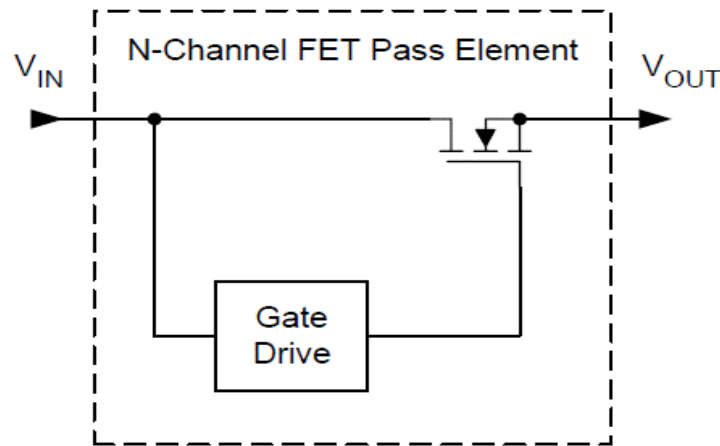 N-Channel FET Pass Element
VIN
VOUT
Gate
Drive